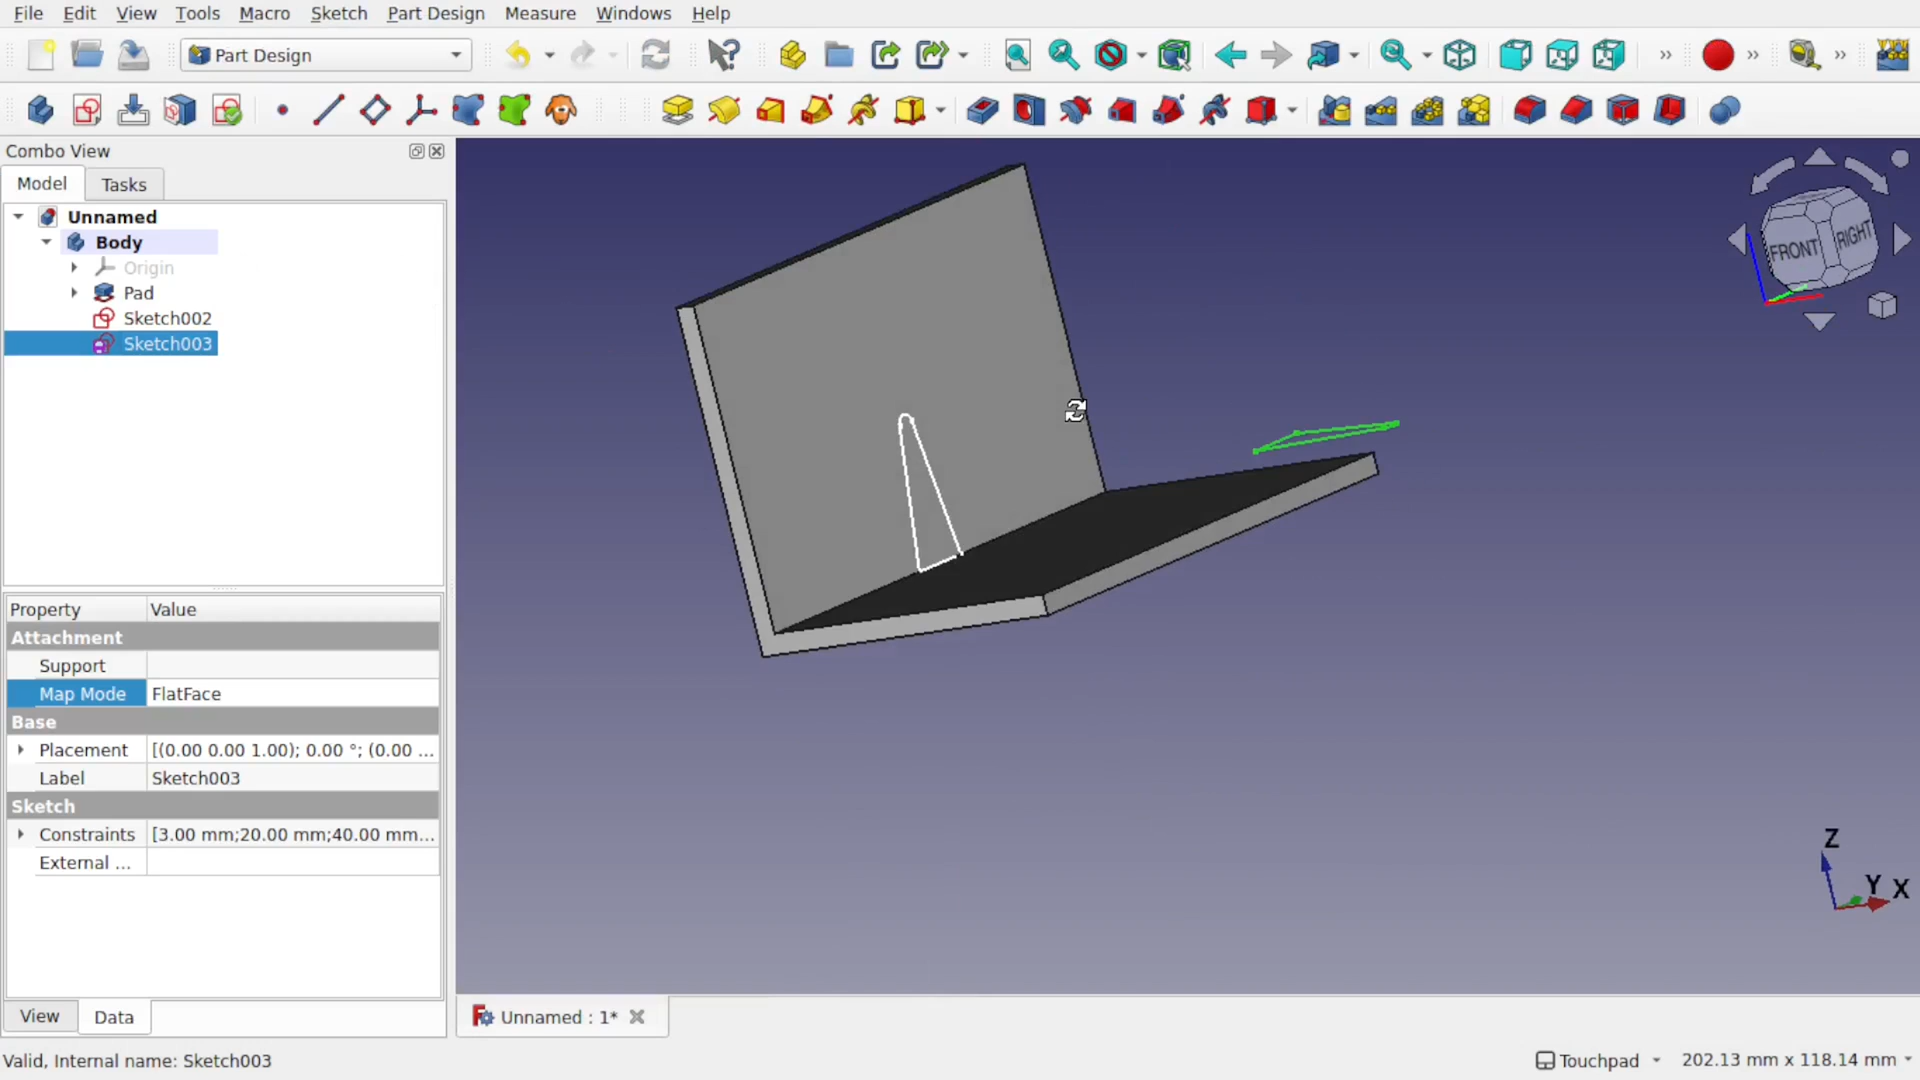 File Edit View Tools Macro Sketch Part Design Measure Windows Help
Part Design
Combo View
Model Tasks
Unnamed
Body
Origin
Pad
Sketch002
Sketch003
Property Value
Attachment
Support
Map Mode FlatFace
Base
Placement [(0.00 0.00 1.00); 0.00 °; (0.00 ...
Label Sketch003
Sketch
Constraints [3.00 mm;20.00 mm;40.00 mm...
External ...
View Data
FRONT RIGHT
Z
Y X
Unnamed : 1*
Valid, Internal name: Sketch003
Touchpad 202.13 mm x 118.14 mm